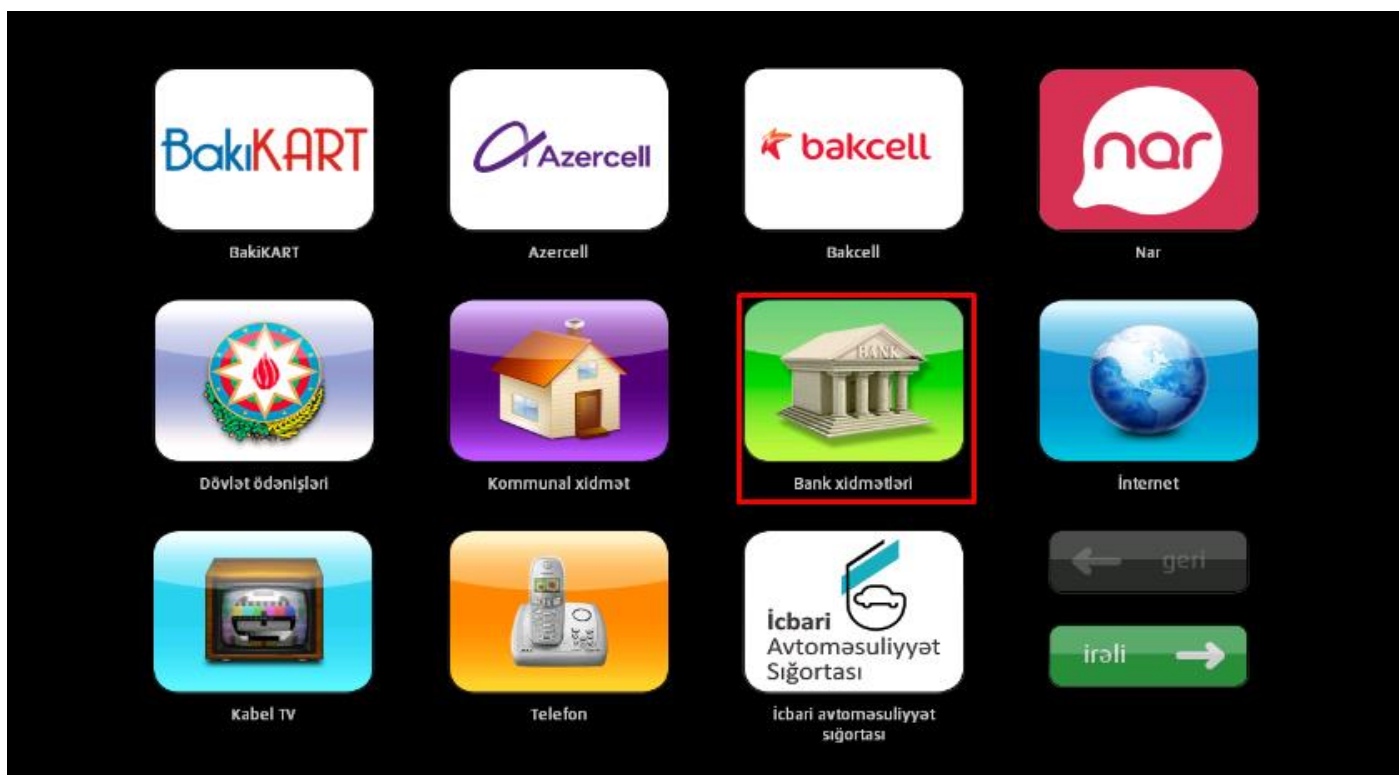 BakıKART
Azercell
bakcell
nar
BakiKART
Azercell
Bakcell
Nar
BANK
Dövlət ödənişləri
Kommunal xidmət
Bank xidmətləri
İnternet
İcbari
Avtoməsuliyyət
Sığortası
geri
irəli
Kabel TV
Telefon
İcbari avtoməsuliyyət
sığortası